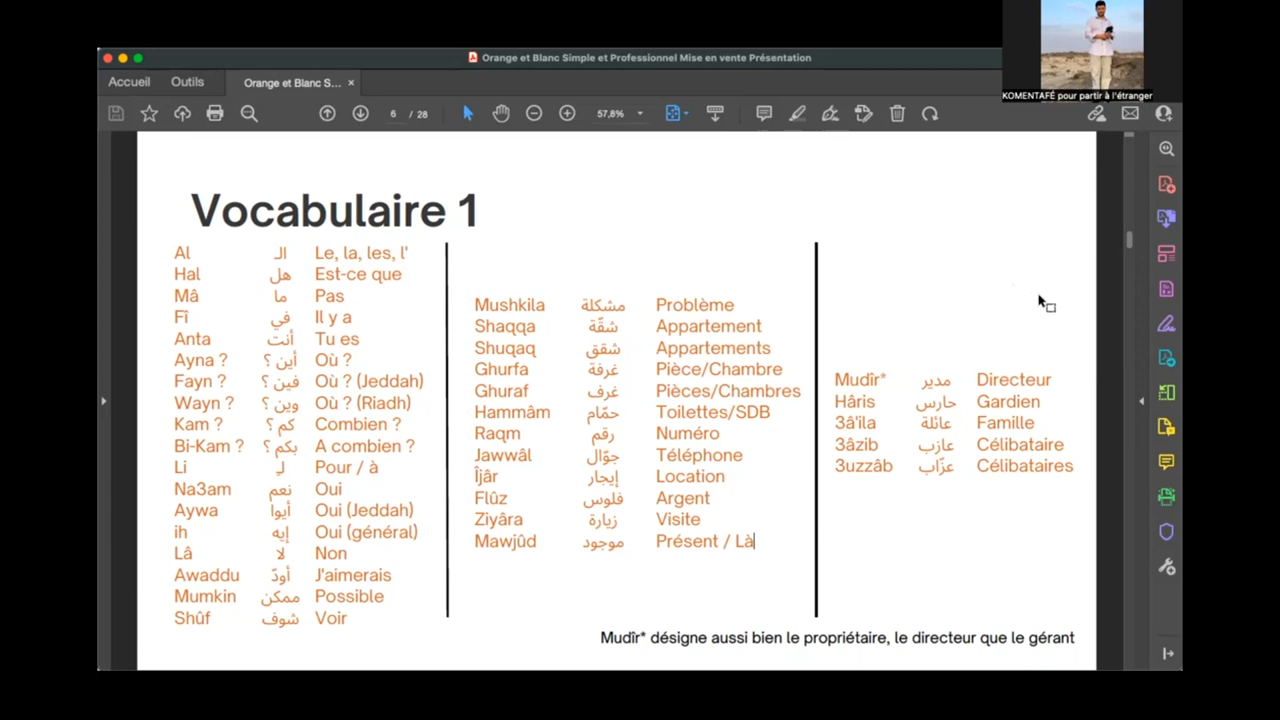 KOMENTAFÉ pour partir à l'étranger
Orange et Blanc Simple et Professionnel Mise en vente Présentation
Accueil Outils Orange et Blanc S... ×
6 / 28 57,8%
Vocabulaire 1
Al الـ Le, la, les, l'
Hal هل Est-ce que
Mâ ما Pas
Fî في Il y a
Anta أنت Tu es
Ayna ? أين ؟ Où ?
Fayn ? فين ؟ Où ? (Jeddah)
Wayn ? وين ؟ Où ? (Riadh)
Kam ? كم ؟ Combien ?
Bi-Kam ? بكم ؟ A combien ?
Li لـ Pour / à
Na3am نعم Oui
Aywa أيوا Oui (Jeddah)
ih إيه Oui (général)
Lâ لا Non
Awaddu أودّ J'aimerais
Mumkin ممكن Possible
Shûf شوف Voir
Mushkila مشكلة Problème
Shaqqa شقّة Appartement
Shuqaq شقق Appartements
Ghurfa غرفة Pièce/Chambre
Ghuraf غرف Pièces/Chambres
Hammâm حمّام Toilettes/SDB
Raqm رقم Numéro
Jawwâl جوّال Téléphone
Îjâr إيجار Location
Flûz فلوس Argent
Ziyâra زيارة Visite
Mawjûd موجود Présent / Là
Mudîr* مدير Directeur
Hâris حارس Gardien
3â'ila عائلة Famille
3âzib عازب Célibataire
3uzzâb عزّاب Célibataires
Mudîr* désigne aussi bien le propriétaire, le directeur que le gérant